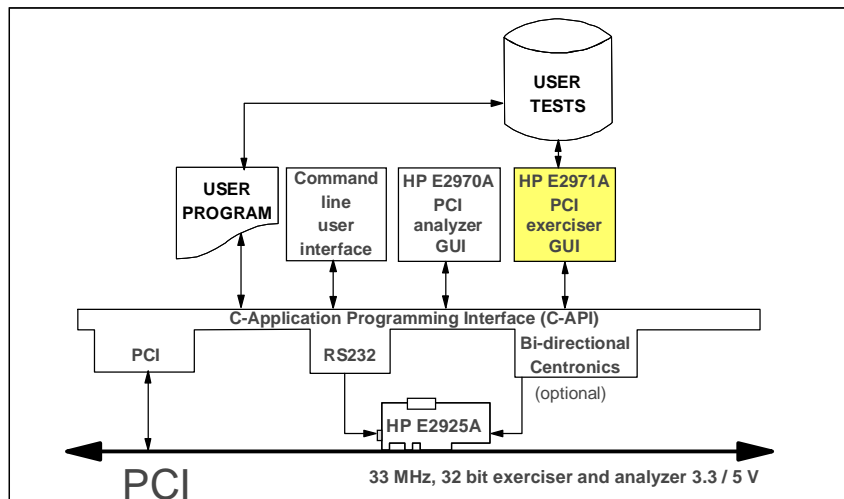 USER
TESTS
USER
PROGRAM
Command
line
user
interface
HP E2970A
PCI
analyzer
GUI
HP E2971A
PCI
exerciser
GUI
C-Application Programming Interface (C-API)
PCI
RS232
Bi-directional
Centronics
(optional)
HP E2925A
PCI
33 MHz, 32 bit exerciser and analyzer 3.3 / 5 V